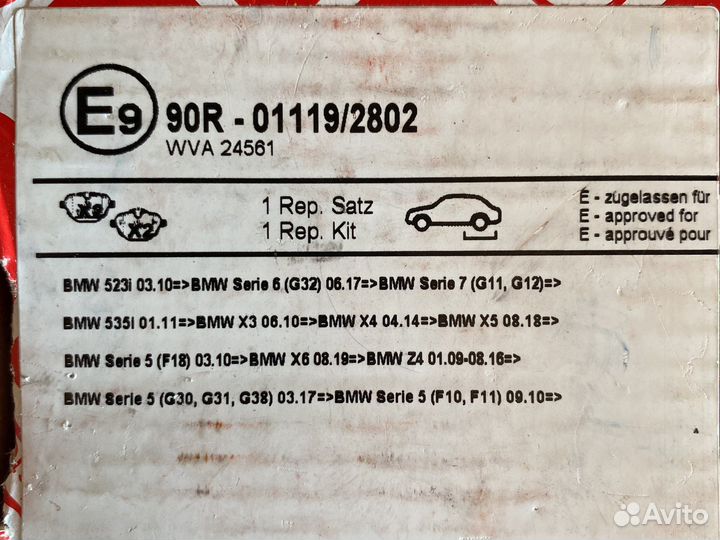 E9 90R - 01119/2802
WVA 24561
X2
X2
1 Rep. Satz
1 Rep. Kit
E - zugelassen für
E - approved for
E - approuvé pour
BMW 523i 03.10=>BMW Serie 6 (G32) 06.17=>BMW Serie 7 (G11, G12)=>
BMW 535I 01.11=>BMW X3 06.10=>BMW X4 04.14=>BMW X5 08.18=>
BMW Serie 5 (F18) 03.10=>BMW X6 08.19=>BMW Z4 01.09-08.16=>
BMW Serie 5 (G30, G31, G38) 03.17=>BMW Serie 5 (F10, F11) 09.10=>
Avito